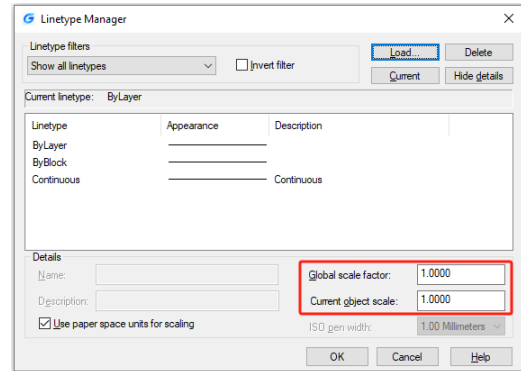 Linetype Manager
Linetype filters
Show all linetypes
Invert filter
Load...
Delete
Current
Hide details
Current linetype: ByLayer
Linetype Appearance Description
ByLayer
ByBlock
Continuous Continuous
Details
Name:
Global scale factor: 1.0000
Description:
Current object scale: 1.0000
Use paper space units for scaling
ISO pen width: 1.00 Millimeters
OK Cancel Help